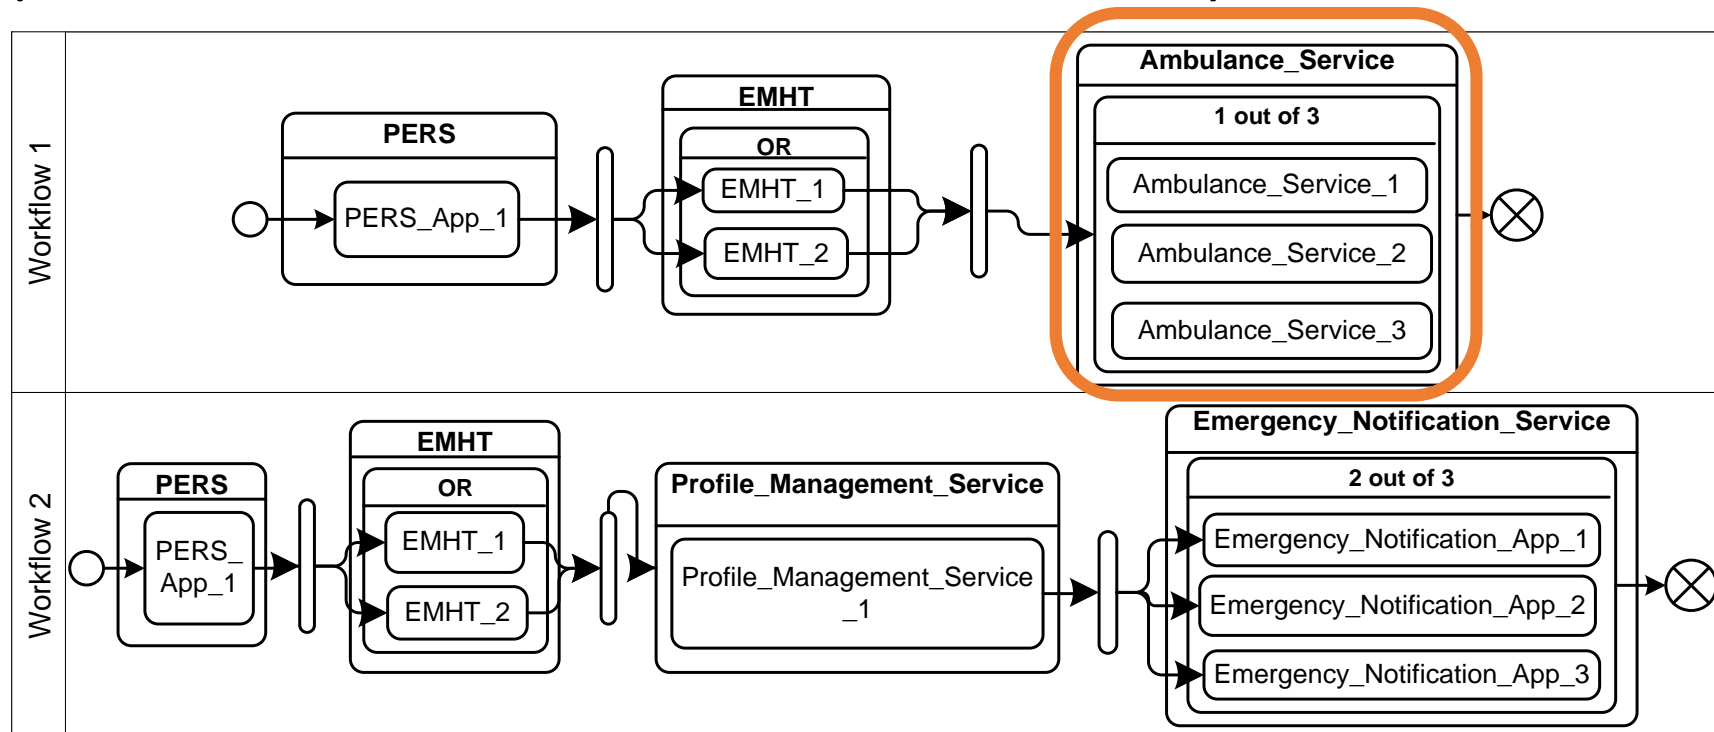 Workflow 1
PERS
PERS_App_1
EMHT
OR
EMHT_1
EMHT_2
Ambulance_Service
1 out of 3
Ambulance_Service_1
Ambulance_Service_2
Ambulance_Service_3
Workflow 2
PERS
PERS_
App_1
EMHT
OR
EMHT_1
EMHT_2
Profile_Management_Service
Profile_Management_Service
_1
Emergency_Notification_Service
2 out of 3
Emergency_Notification_App_1
Emergency_Notification_App_2
Emergency_Notification_App_3